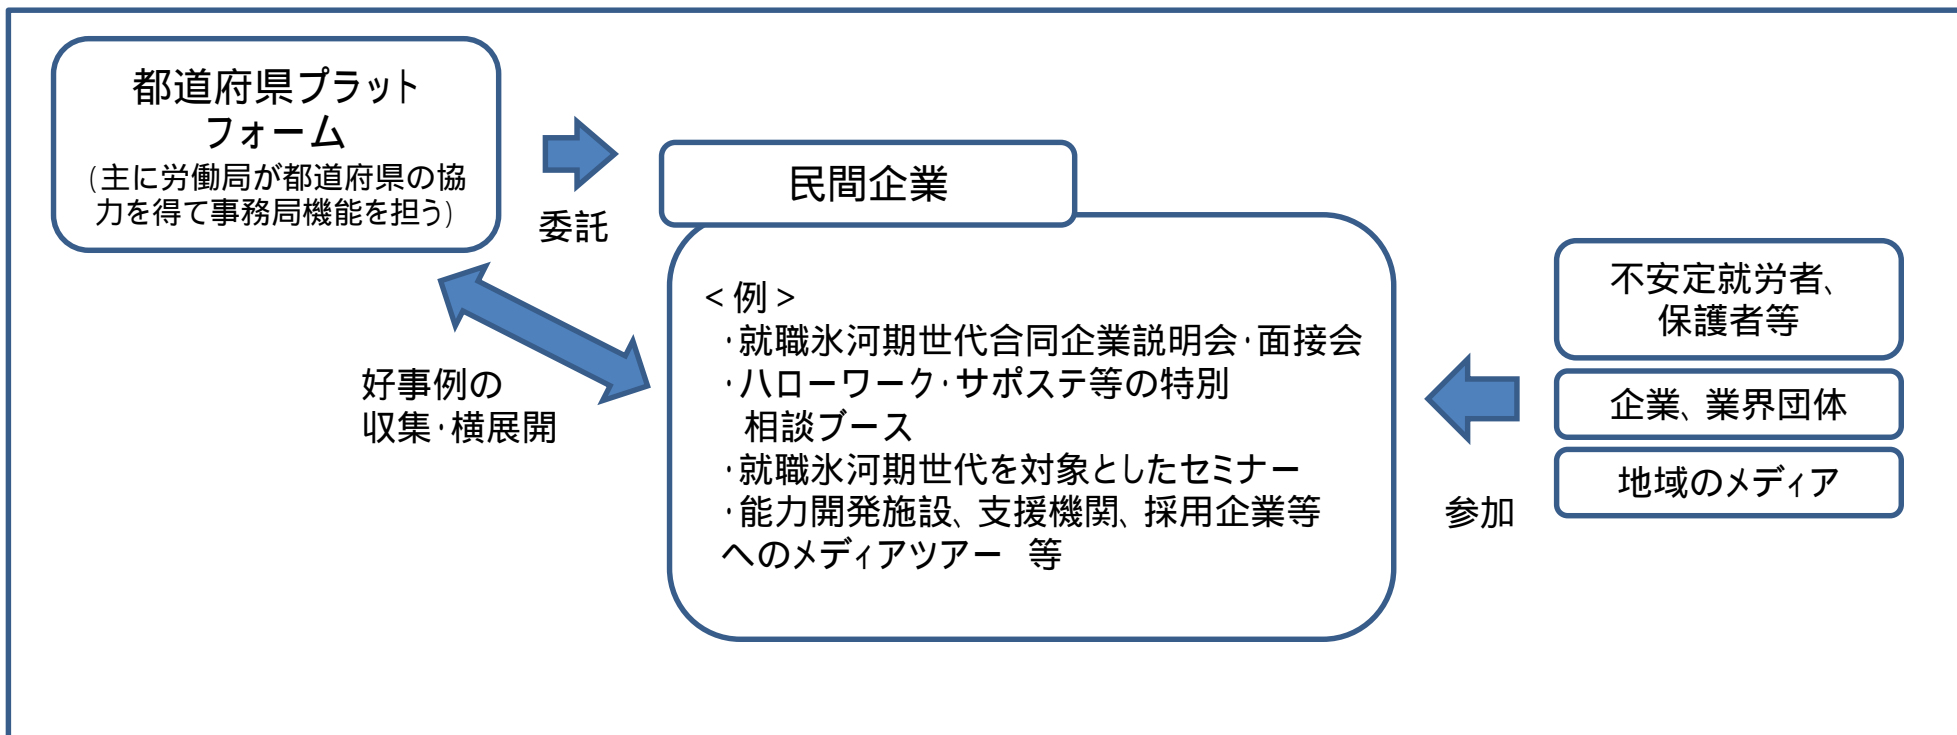 都道府県プラット
フォーム
(主に労働局が都道府県の協
力を得て事務局機能を担う)
委託
民間企業
好事例の
収集・横展開
<例>
・就職氷河期世代合同企業説明会・面接会
・ハローワーク・サポステ等の特別
相談ブース
・就職氷河期世代を対象としたセミナー
・能力開発施設、支援機関、採用企業等
へのメディアツアー 等
参加
不安定就労者、
保護者等
企業、業界団体
地域のメディア